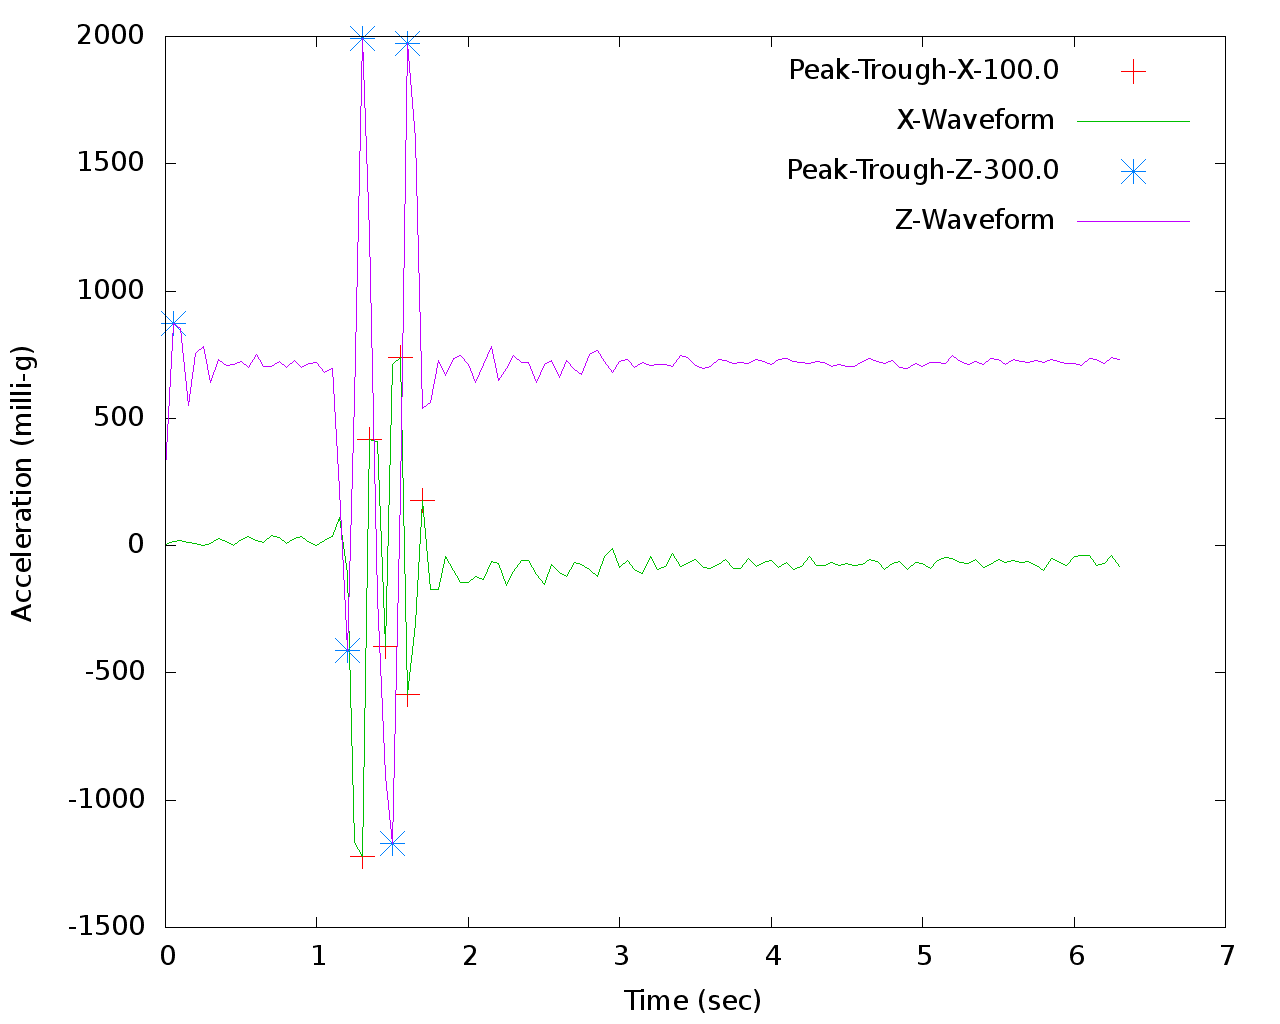 2000
1500
1000
500
0
-500
-1000
-1500
0 1 2 3 4 5 6 7
Acceleration (milli-g)
Time (sec)
Peak-Trough-X-100.0
X-Waveform
Peak-Trough-Z-300.0
Z-Waveform